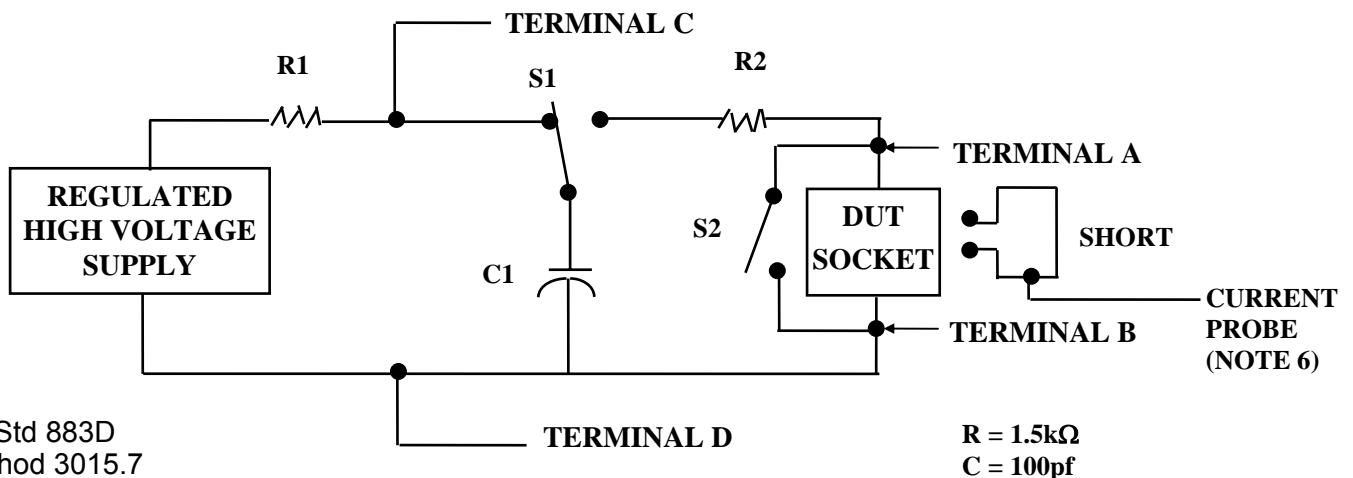 TERMINAL C
R1
S1
R2
TERMINAL A
REGULATED
HIGH VOLTAGE
SUPPLY
DUT
SOCKET
S2
SHORT
C1
CURRENT
PROBE
(NOTE 6)
TERMINAL B
TERMINAL D
Std 883D
hod 3015.7
R = 1.5kΩ
C = 100pf